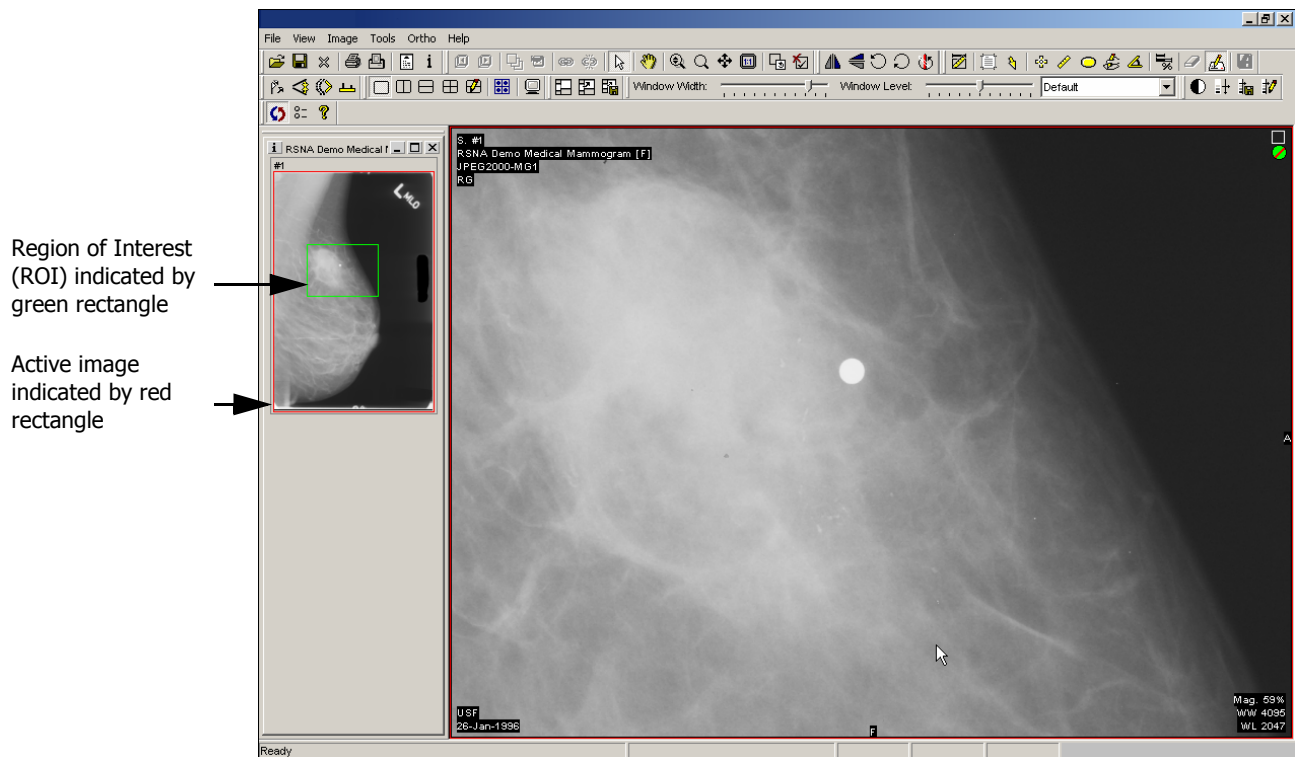 File View Image Tools Ortho Help
Window Width: Window Level: Default
RSNA Demo Medical
#1
L MLO
S. #1
RSNA Demo Medical Mammogram [F]
JPEG2000-MG1
RG
Region of Interest
(ROI) indicated by
green rectangle
Active image
indicated by red
rectangle
A
USF
26-Jan-1996
F
Mag. 59%
WW 4095
WL 2047
Ready